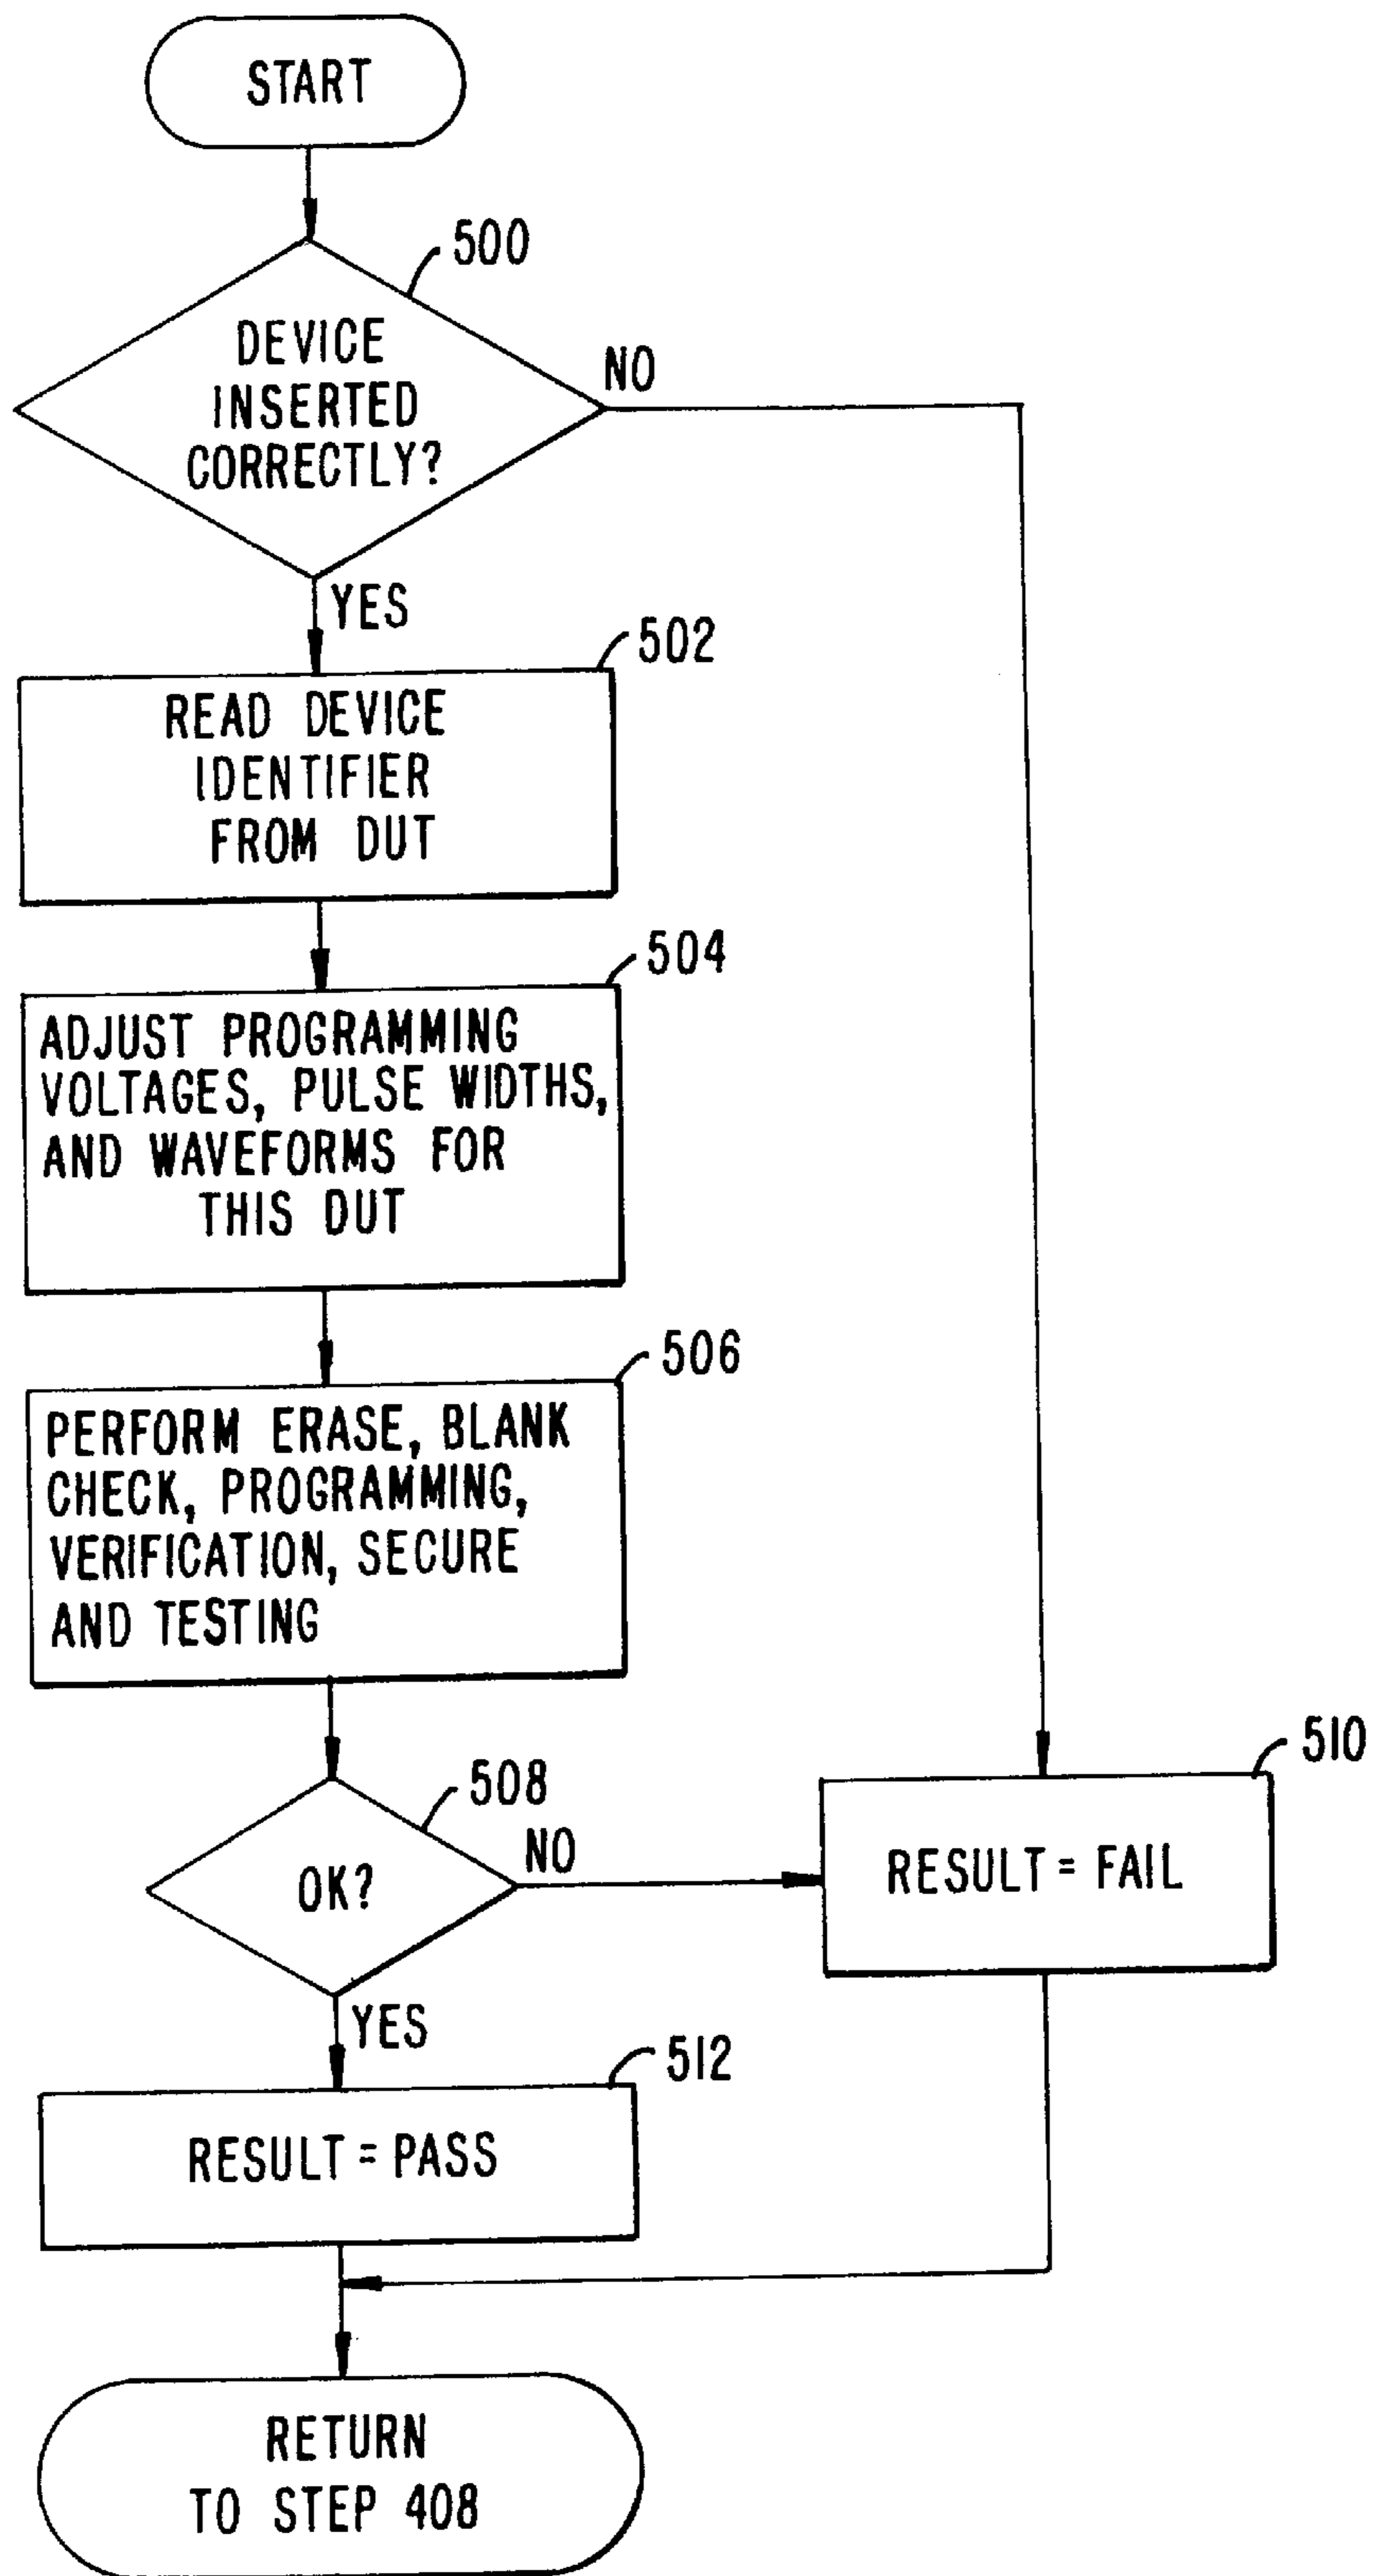 START
500
DEVICE
INSERTED
CORRECTLY?
NO
YES
502
READ DEVICE
IDENTIFIER
FROM DUT
504
ADJUST PROGRAMMING
VOLTAGES, PULSE WIDTHS,
AND WAVEFORMS FOR
THIS DUT
506
PERFORM ERASE, BLANK
CHECK, PROGRAMMING,
VERIFICATION, SECURE
AND TESTING
508
OK?
NO
510
RESULT = FAIL
YES
512
RESULT = PASS
RETURN
TO STEP 408